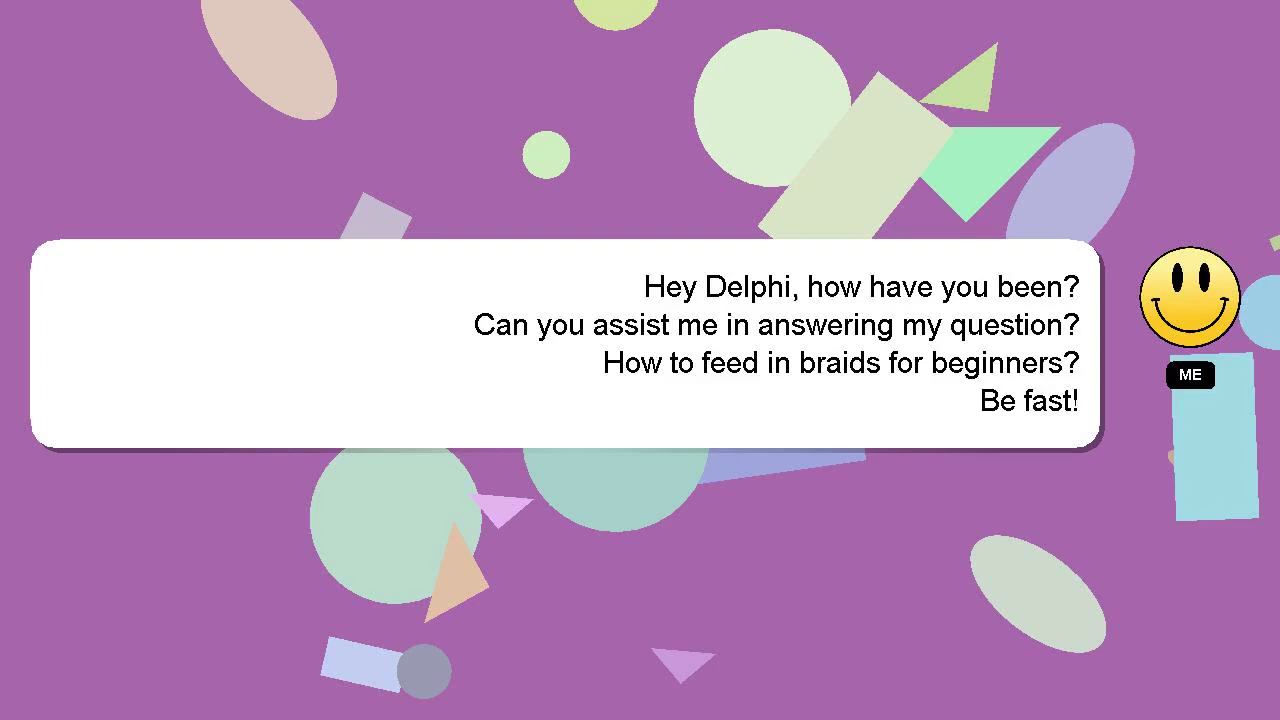 Hey Delphi, how have you been?
Can you assist me in answering my question?
How to feed in braids for beginners?
Be fast!
ME